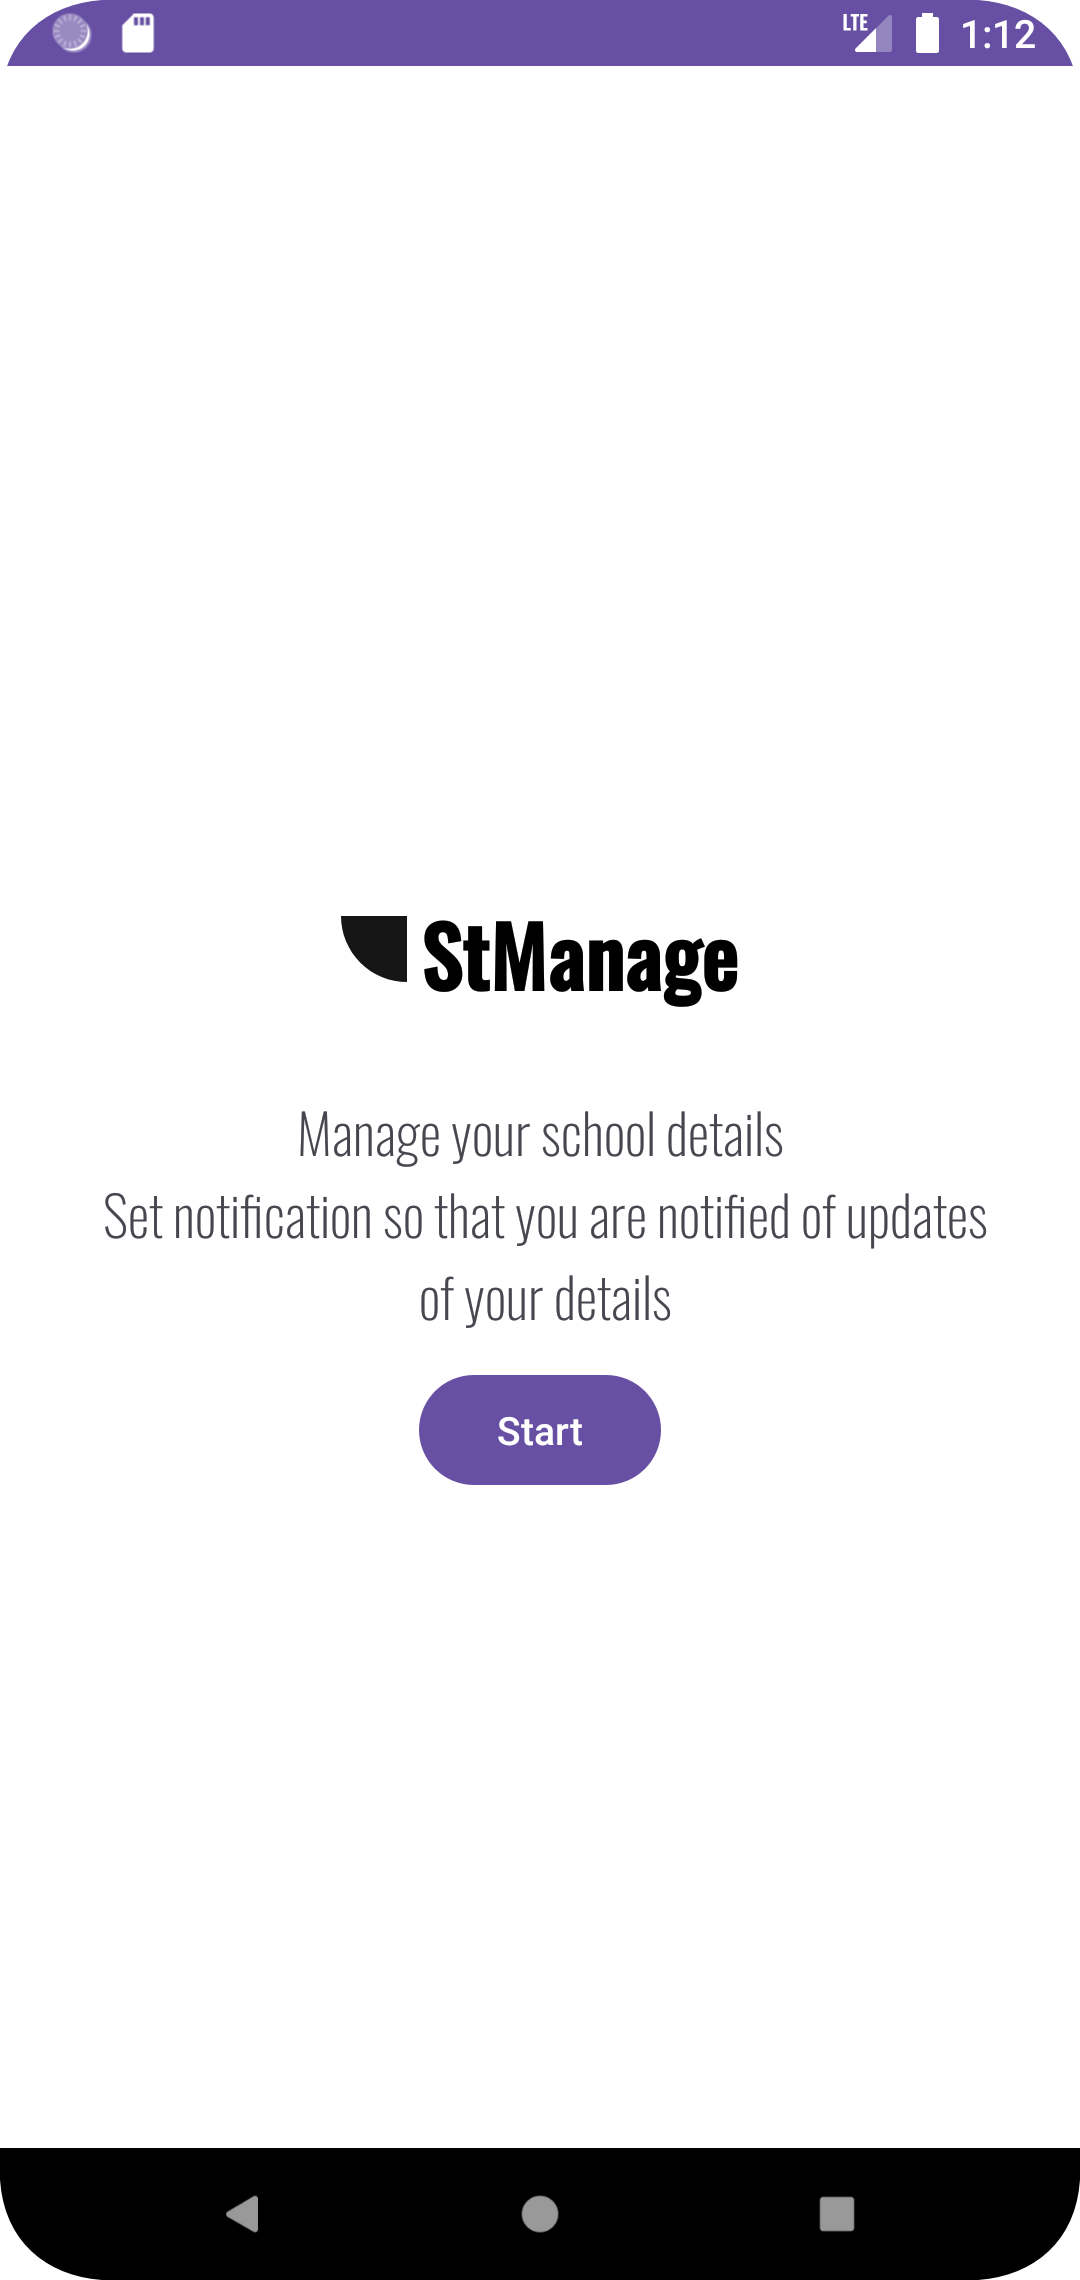 LTE 1:12
StManage
Manage your school details
Set notification so that you are notified of updates
of your details
Start